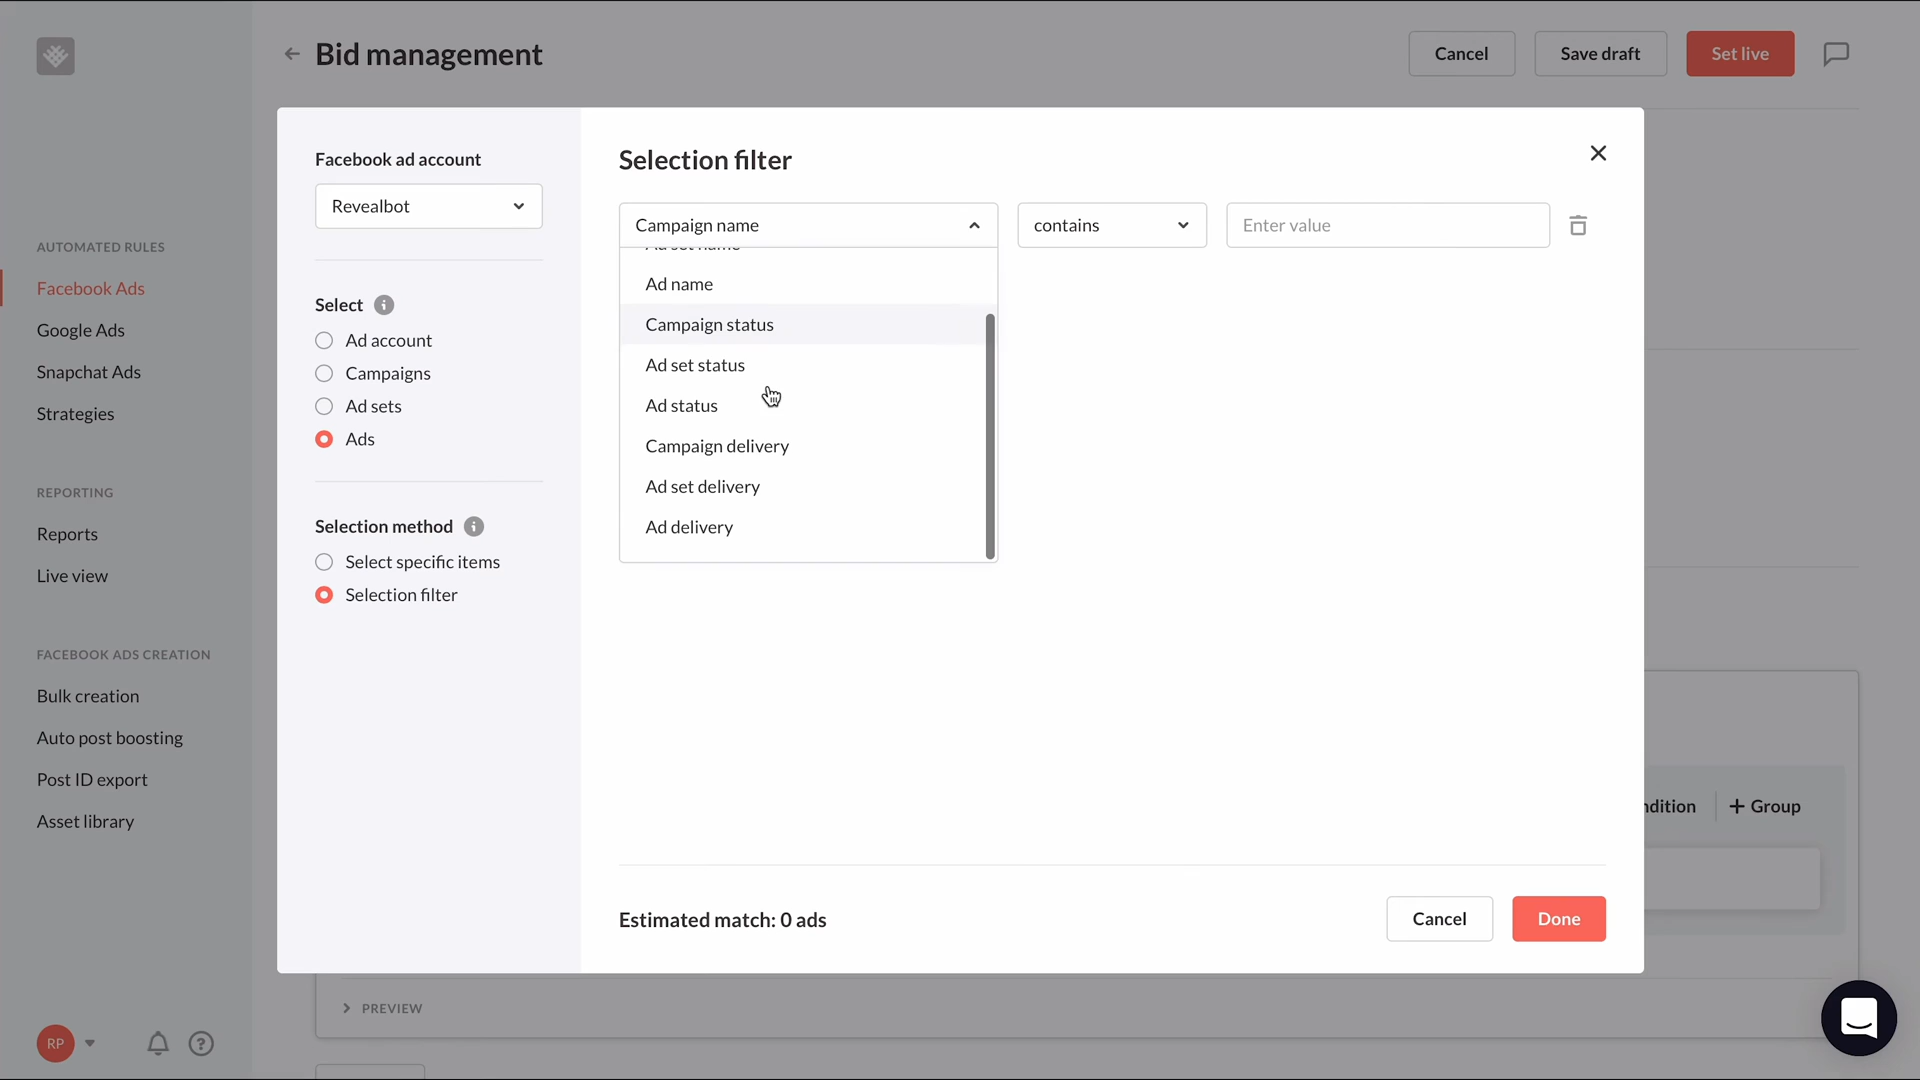 Bid management
Cancel
Save draft
Set live
AUTOMATED RULES
Facebook Ads
Google Ads
Snapchat Ads
Strategies
REPORTING
Reports
Live view
FACEBOOK ADS CREATION
Bulk creation
Auto post boosting
Post ID export
Asset library
RP
Facebook ad account
Revealbot
Select
Ad account
Campaigns
Ad sets
Ads
Selection method
Select specific items
Selection filter
Selection filter
Campaign name
contains
Enter value
Ad set name
Ad name
Campaign status
Ad set status
Ad status
Campaign delivery
Ad set delivery
Ad delivery
Estimated match: 0 ads
Cancel
Done
ndition
+ Group
PREVIEW